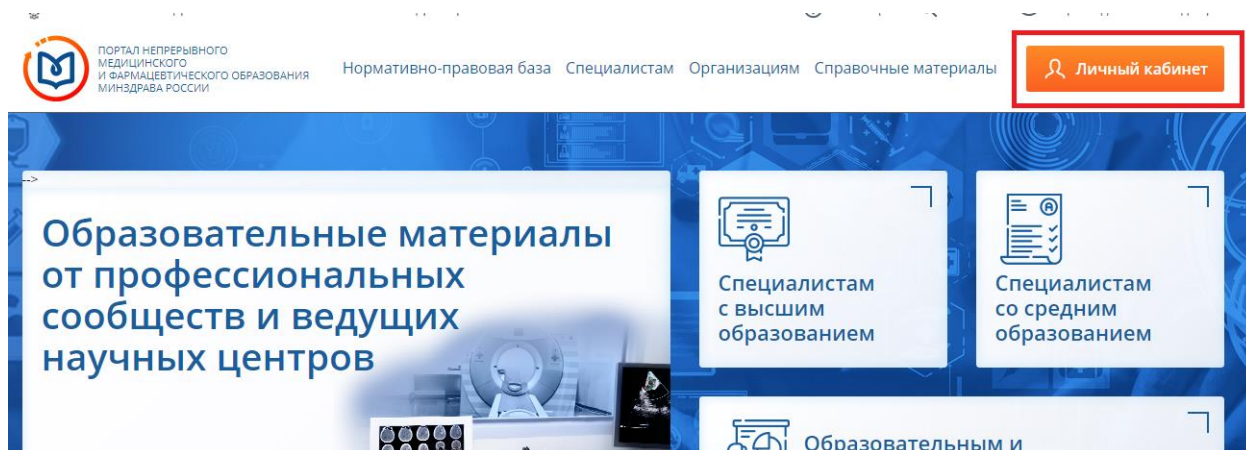 ПОРТАЛ НЕПРЕРЫВНОГО
МЕДИЦИНСКОГО
И ФАРМАЦЕВТИЧЕСКОГО ОБРАЗОВАНИЯ
МИНЗДРАВА РОССИИ
Нормативно-правовая база Специалистам Организациям Справочные материалы Личный кабинет
-->
Образовательные материалы
от профессиональных
сообществ и ведущих
научных центров
Специалистам
с высшим
образованием
Специалистам
со средним
образованием
Образовательным и